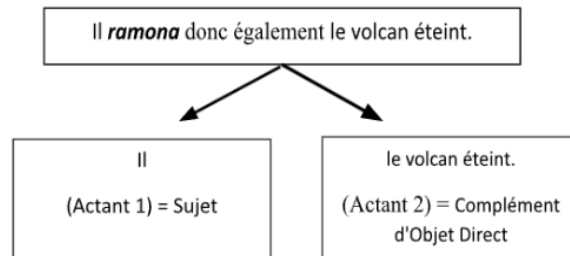 Il ramona donc également le volcan éteint.
Il
(Actant 1) = Sujet
le volcan éteint.
(Actant 2) = Complément
d'Objet Direct